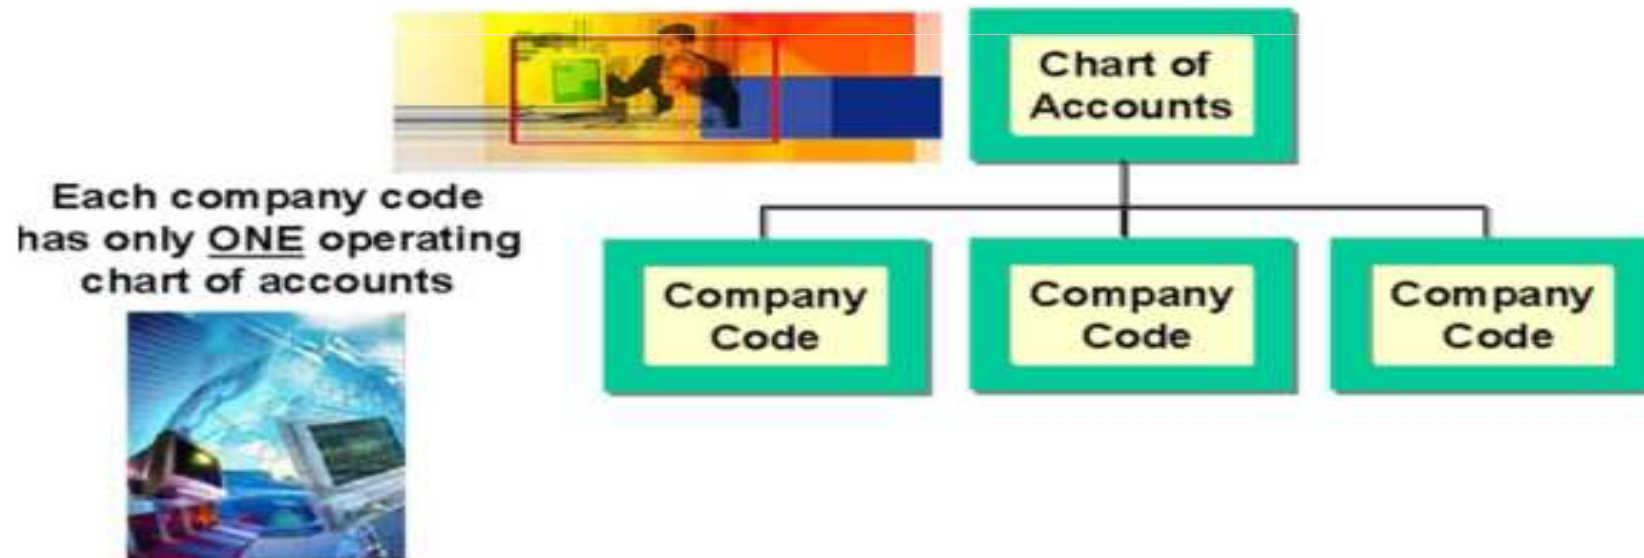 Chart of
Accounts
Each company code
has only ONE operating
chart of accounts
Company
Code
Company
Code
Company
Code